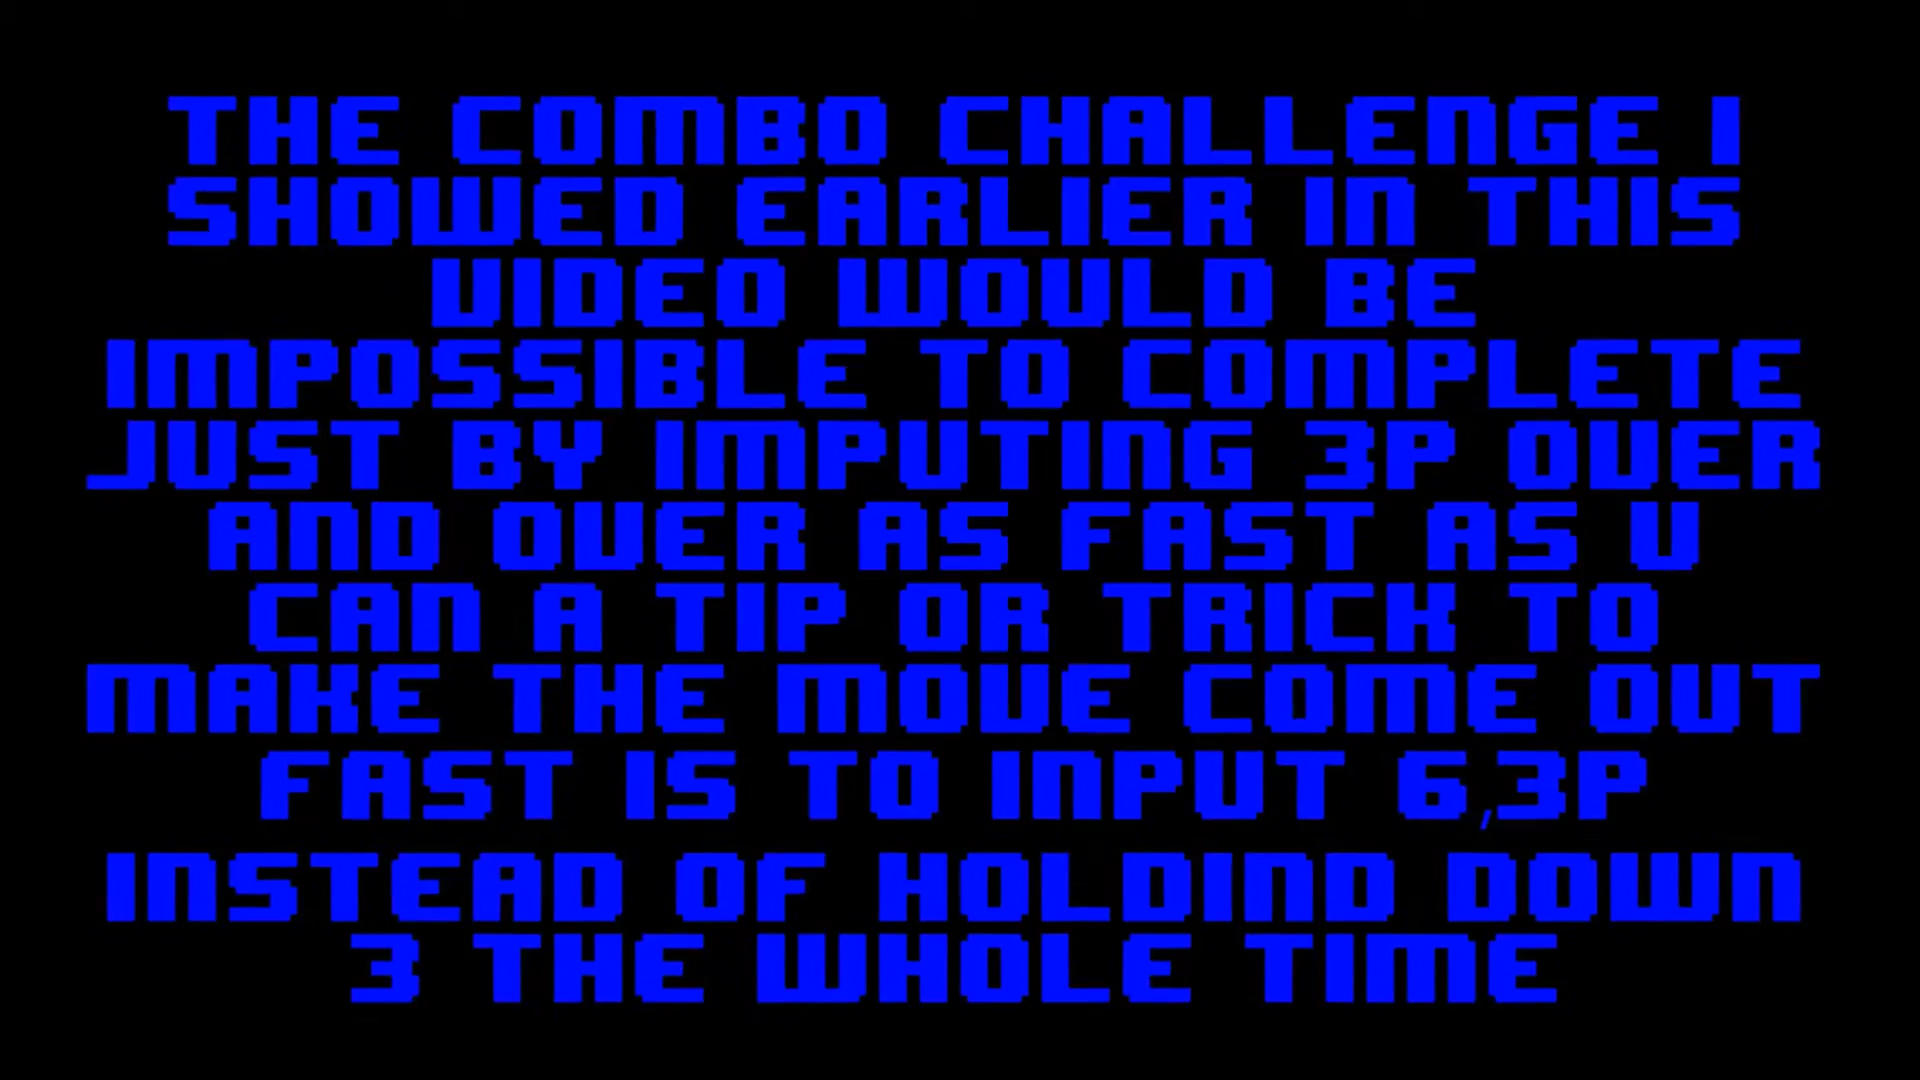 THE COMBO CHALLENGE I
SHOWED EARLIER IN THIS
VIDEO WOULD BE
IMPOSSIBLE TO COMPLETE
JUST BY IMPUTING 3P OVER
AND OVER AS FAST AS U
CAN A TIP OR TRICK TO
MAKE THE MOVE COME OUT
FAST IS TO INPUT 6,3P
INSTEAD OF HOLDIND DOWN
3 THE WHOLE TIME